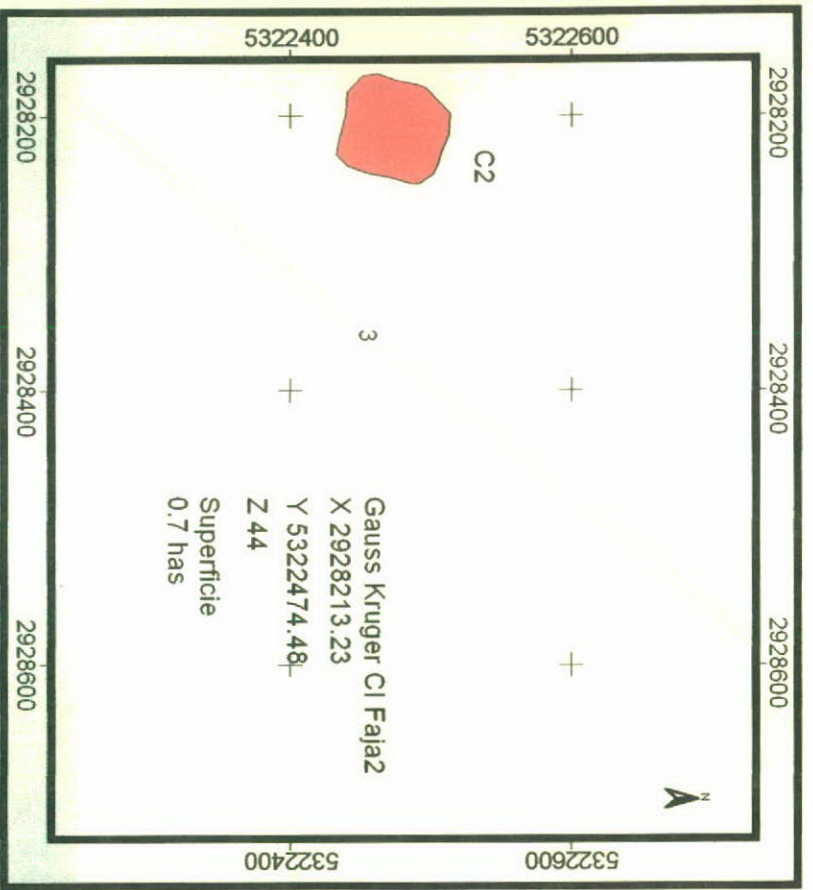 2928200
2928400
2928600
5322600
5322600
N
C2
3
5322400
5322400
Gauss Kruger CI Faja2
X 2928213.23
Y 5322474.48
Z 44
Superficie
0.7 has
2928200
2928400
2928600